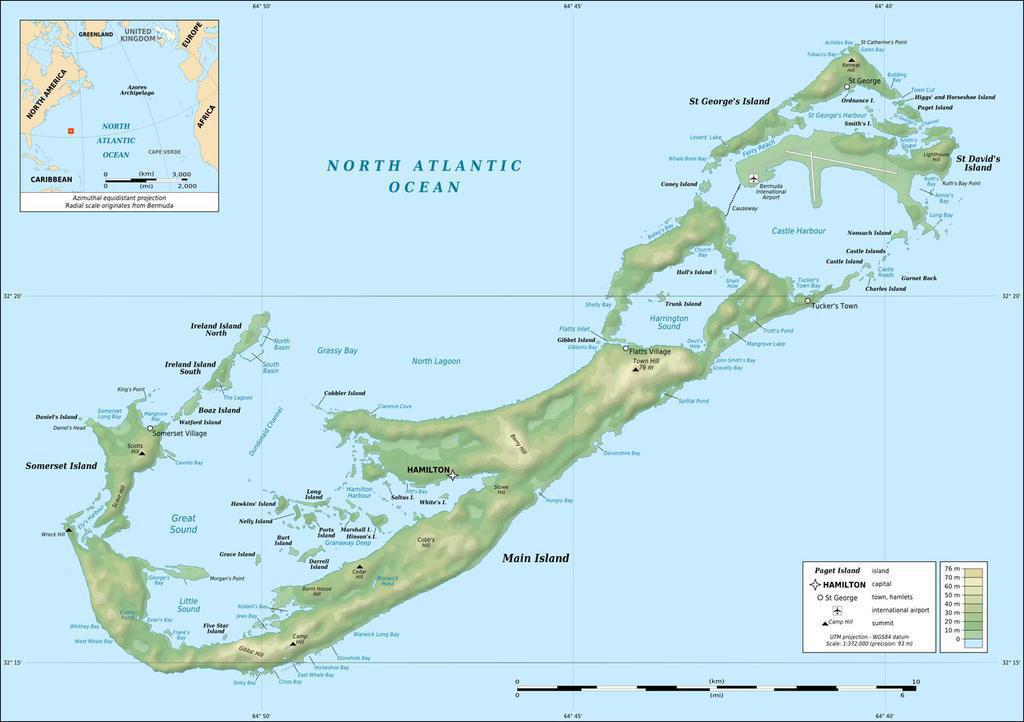 64° 50'
64° 45'
64° 40'
GREENLAND
UNITED
KINGDOM
EUROPE
NORTH AMERICA
Azores
Archipelago
NORTH
ATLANTIC
OCEAN
AFRICA
CAPE VERDE
CARIBBEAN
0
(km)
3,000
0
(mi)
2,000
Azimuthal equidistant projection
Radial scale originates from Bermuda
NORTH ATLANTIC
OCEAN
Achilles Bay
St Catherine's Point
Tobacco Bay
Gates Bay
Retreat
Hill
St George
Building
Bay
Town Cut
Higgs' and Horseshoe Island
Ordnance I.
Paget Island
St George's Island
St George's Harbour
Smith's I.
St George's Channel
Smith's
Sound
Lovers' Lake
Ferry Reach
Whale Bone Bay
Lighthouse
Hill
St David's
Island
Coney Island
Bermuda
International
Airport
Ruth's
Bay
Ruth's Bay Point
Annie's
Bay
Causeway
Long Bay
Bailey's Bay
Castle Harbour
Nonsuch Island
Church
Bay
Castle Islands
Castle Island
Castle
Roads
Gurnet Rock
Charles Island
Hall's Island
Shark
Hole
Tucker's
Town Bay
Tucker's Town
32° 20'
32° 20'
Shelly Bay
Trunk Island
Harrington
Sound
Trott's Pond
Mangrove Lake
Flatts Inlet
Gibbet Island
Gibbons Bay
Flatts Village
Devil's
Hole
John Smith's Bay
Gravelly Bay
Town Hill
76 m
Spittal Pond
Ireland Island
North
North
Basin
South
Basin
Ireland Island
South
Grassy Bay
North Lagoon
The Lagoon
Boaz Island
Watford Island
King's Point
Cobbler Island
Clarence Cove
Daniel's Island
Daniel's Head
Somerset
Long Bay
Mangrove
Bay
Somerset Village
Dundonald Channel
Scotts
Hill
Cavello Bay
Somerset Island
Scaur Hill
Ely's Harbour
Wreck Hill
Great
Sound
Berry Hill
Devonshire Bay
HAMILTON
Pitt's Bay
Hamilton
Harbour
Saltus I.
White's I.
Stowe
Hill
Hungry Bay
Long
Island
Hawkins' Island
Nelly Island
Ports
Island
Marshall I.
Hinson's I.
Granaway Deep
Burt
Island
Darrell
Island
Grace Island
Cobb's
Hill
Main Island
Cedar
Hill
Warwick
Pond
Burnt House
Hill
George's
Bay
Morgan's Point
Little
Sound
Riddell's Bay
Jews Bay
Five Star
Island
Evans
Pond
Evan's Bay
Frank's
Bay
Whitney Bay
West Whale Bay
Camp
Hill
Gibbs' Hill
Warwick Long Bay
Stonehole Bay
Horseshoe Bay
East Whale Bay
Cross Bay
Sinky Bay
Paget Island
island
HAMILTON
capital
St George
town, hamlets
international airport
Camp Hill
summit
UTM projection - WGS84 datum
Scale: 1:372,000 (precision: 93 m)
76 m
70 m
60 m
50 m
40 m
30 m
20 m
10 m
0
32° 15'
32° 15'
0
(km)
10
0
(mi)
6
64° 50'
64° 45'
64° 40'